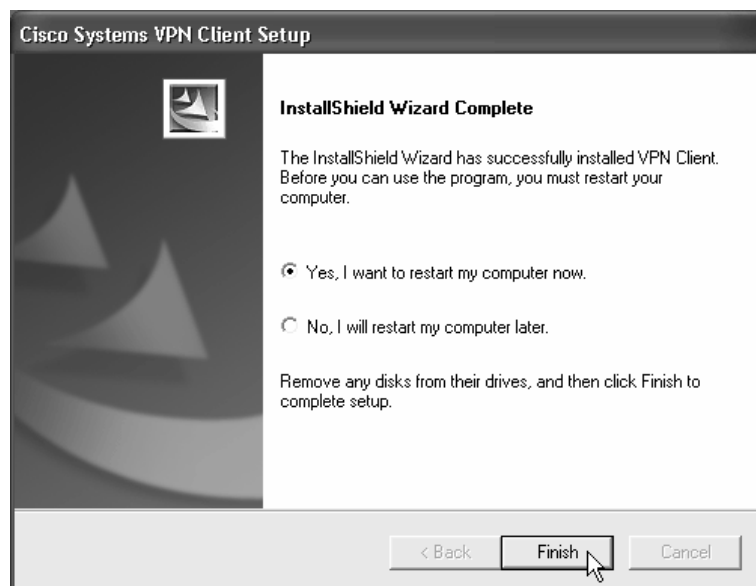 Cisco Systems VPN Client Setup
InstallShield Wizard Complete
The InstallShield Wizard has successfully installed VPN Client.
Before you can use the program, you must restart your
computer.
Yes, I want to restart my computer now.
No, I will restart my computer later.
Remove any disks from their drives, and then click Finish to
complete setup.
< Back
Finish
Cancel